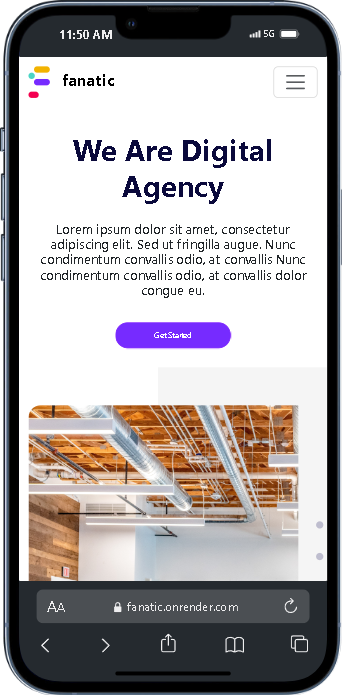 11:50 AM
5G
fanatic
We Are Digital
Agency
Lorem ipsum dolor sit amet, consectetur
adipiscing elit. Sed ut fringilla augue. Nunc
condimentum convallis odio, at convallis Nunc
condimentum convallis odio, at convallis dolor
congue eu.
Get Started
AA
fanatic.onrender.com